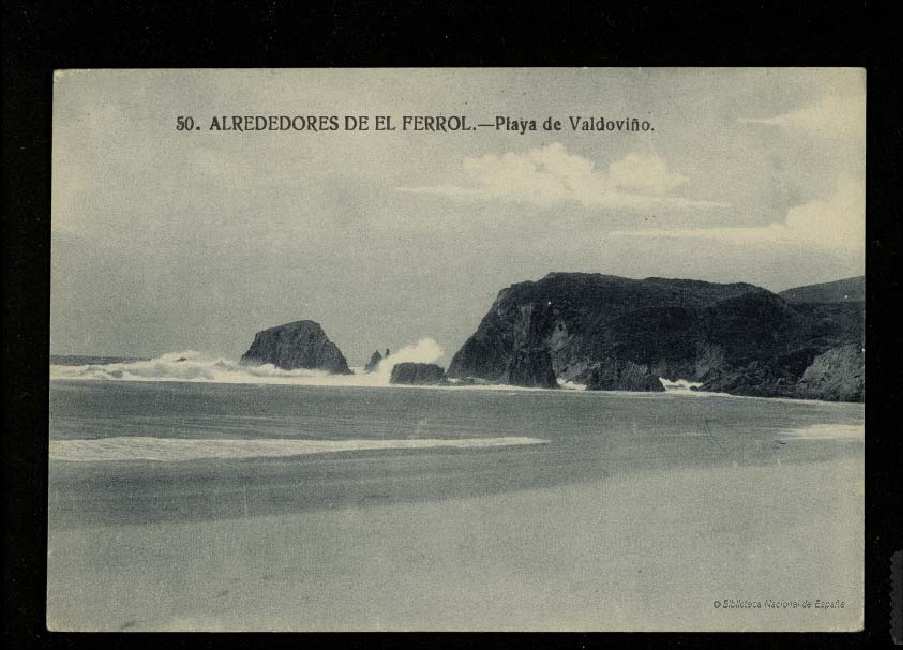 50. ALREDEDORES DE EL FERROL.—Playa de Valdoviño.
© Biblioteca Nacional de España